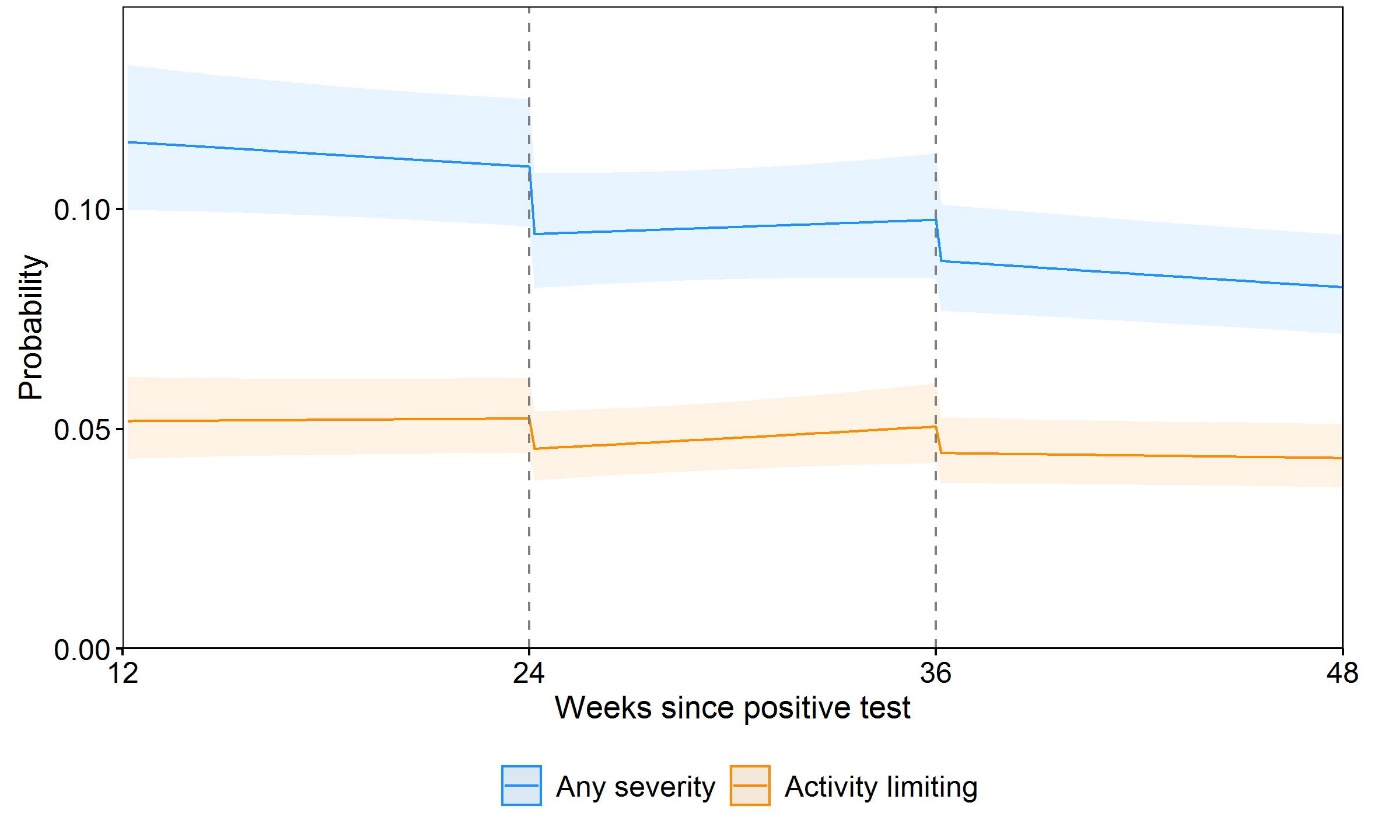 Probability
0.10
0.05
0.00
12 24 36 48
Weeks since positive test
Any severity Activity limiting